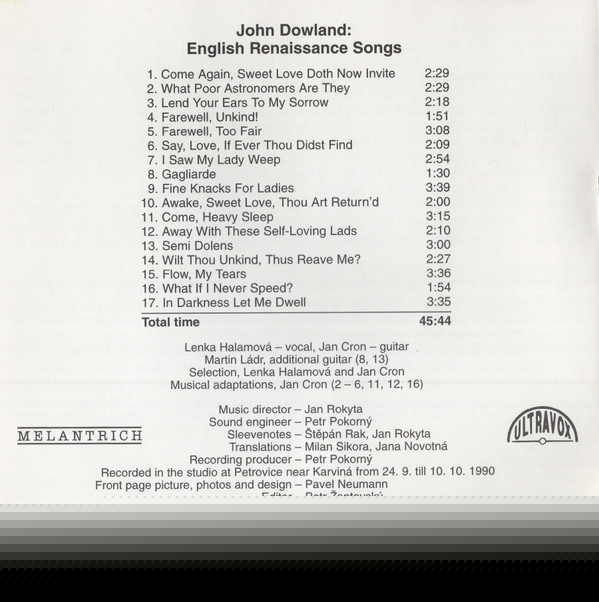 John Dowland:
English Renaissance Songs
1. Come Again, Sweet Love Doth Now Invite 2:29
2. What Poor Astronomers Are They 2:29
3. Lend Your Ears To My Sorrow 2:18
4. Farewell, Unkind! 1:51
5. Farewell, Too Fair 3:08
6. Say, Love, If Ever Thou Didst Find 2:09
7. I Saw My Lady Weep 2:54
8. Gagliarde 1:30
9. Fine Knacks For Ladies 3:39
10. Awake, Sweet Love, Thou Art Return'd 2:00
11. Come, Heavy Sleep 3:15
12. Away With These Self-Loving Lads 2:10
13. Semi Dolens 3:00
14. Wilt Thou Unkind, Thus Reave Me? 2:27
15. Flow, My Tears 3:36
16. What If I Never Speed? 1:54
17. In Darkness Let Me Dwell 3:35
Total time 45:44
Lenka Halamová – vocal, Jan Cron – guitar
Martin Ládr, additional guitar (8, 13)
Selection, Lenka Halamová and Jan Cron
Musical adaptations, Jan Cron (2 – 6, 11, 12, 16)
Music director – Jan Rokyta
Sound engineer – Petr Pokorný
Sleevenotes – Štěpán Rak, Jan Rokyta
Translations – Milan Sikora, Jana Novotná
Recording producer – Petr Pokorný
Recorded in the studio at Petrovice near Karviná from 24. 9. till 10. 10. 1990
Front page picture, photos and design – Pavel Neumann
Editor – Petr Žantovský
MELANTRICH
ULTRAVOX